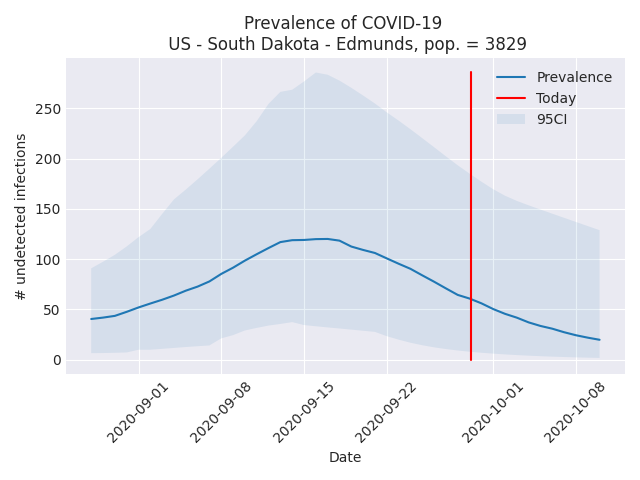 Prevalence of COVID-19
US - South Dakota - Edmunds, pop. = 3829
Prevalence
Today
95CI
# undetected infections
250
200
150
100
50
0
2020-09-01
2020-09-08
2020-09-15
2020-09-22
2020-10-01
2020-10-08
Date